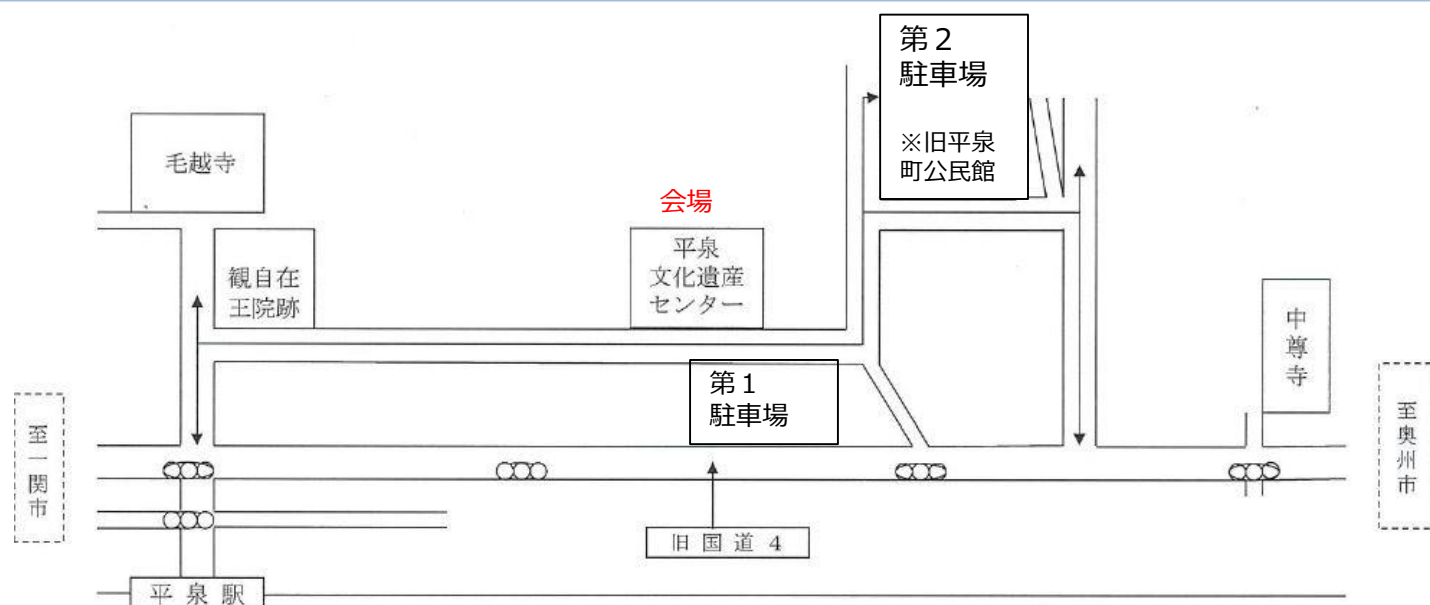 第２
駐車場
※旧平泉
町公民館
毛越寺
会場
平泉
文化遺産
センター
観自在
王院跡
中尊寺
第１
駐車場
至一関市
至奥州市
旧国道４
平泉駅